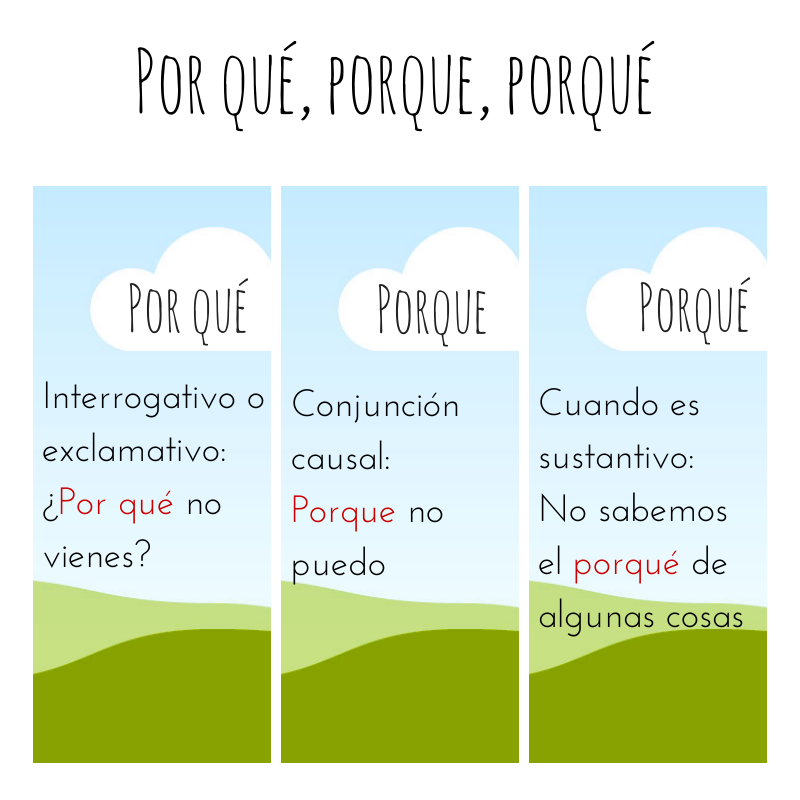 Por qué, porque, porqué
Por qué
Interrogativo o
exclamativo:
¿Por qué no
vienes?
Porque
Conjunción
causal:
Porque no
puedo
Porqué
Cuando es
sustantivo:
No sabemos
el porqué de
algunas cosas